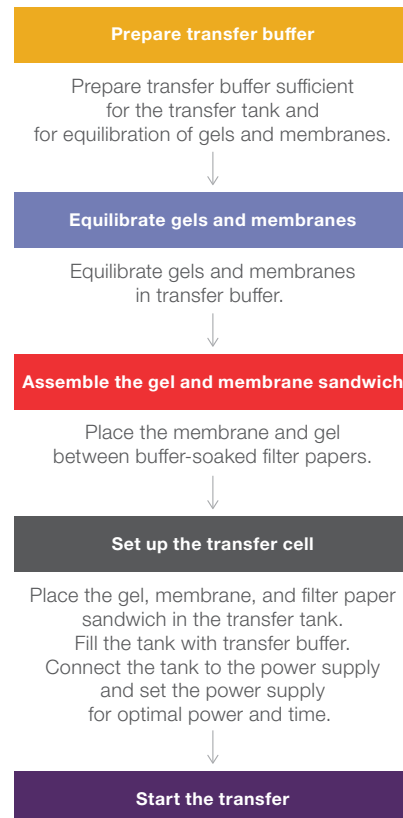 Prepare transfer buffer
Prepare transfer buffer sufficient
for the transfer tank and
for equilibration of gels and membranes.
Equilibrate gels and membranes
Equilibrate gels and membranes
in transfer buffer.
Assemble the gel and membrane sandwich
Place the membrane and gel
between buffer-soaked filter papers.
Set up the transfer cell
Place the gel, membrane, and filter paper
sandwich in the transfer tank.
Fill the tank with transfer buffer.
Connect the tank to the power supply
and set the power supply
for optimal power and time.
Start the transfer